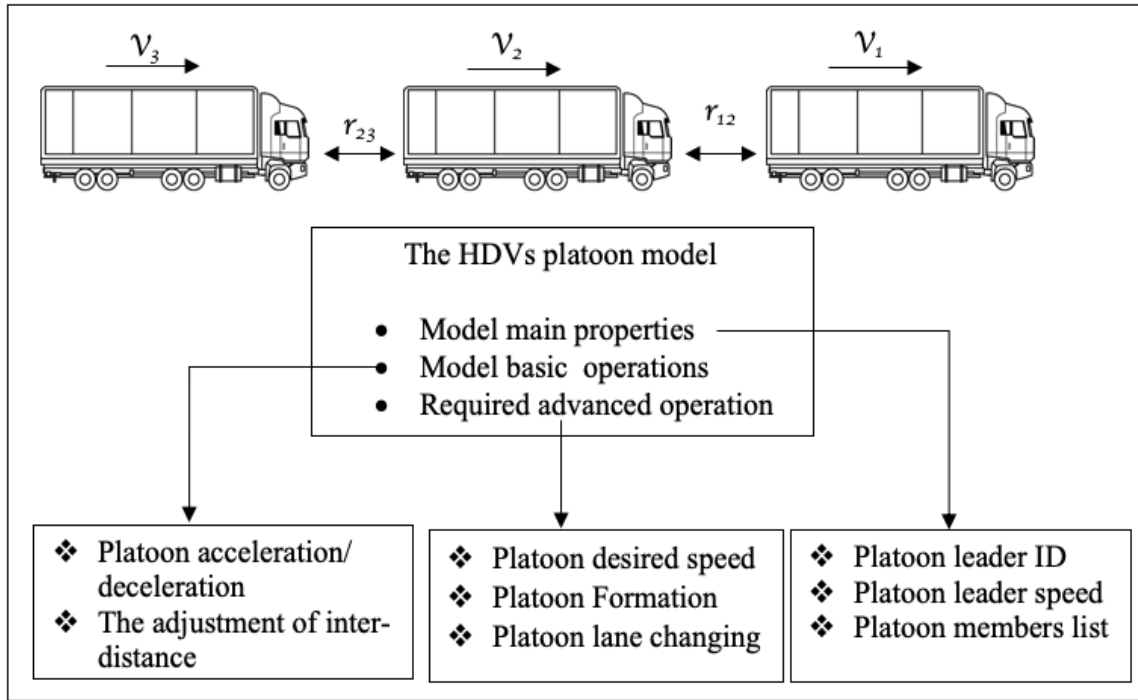 V3
V2
V1
r23
r12
The HDVs platoon model
• Model main properties
• Model basic operations
• Required advanced operation
❖ Platoon acceleration/
deceleration
❖ The adjustment of inter-
distance
❖ Platoon desired speed
❖ Platoon Formation
❖ Platoon lane changing
❖ Platoon leader ID
❖ Platoon leader speed
❖ Platoon members list